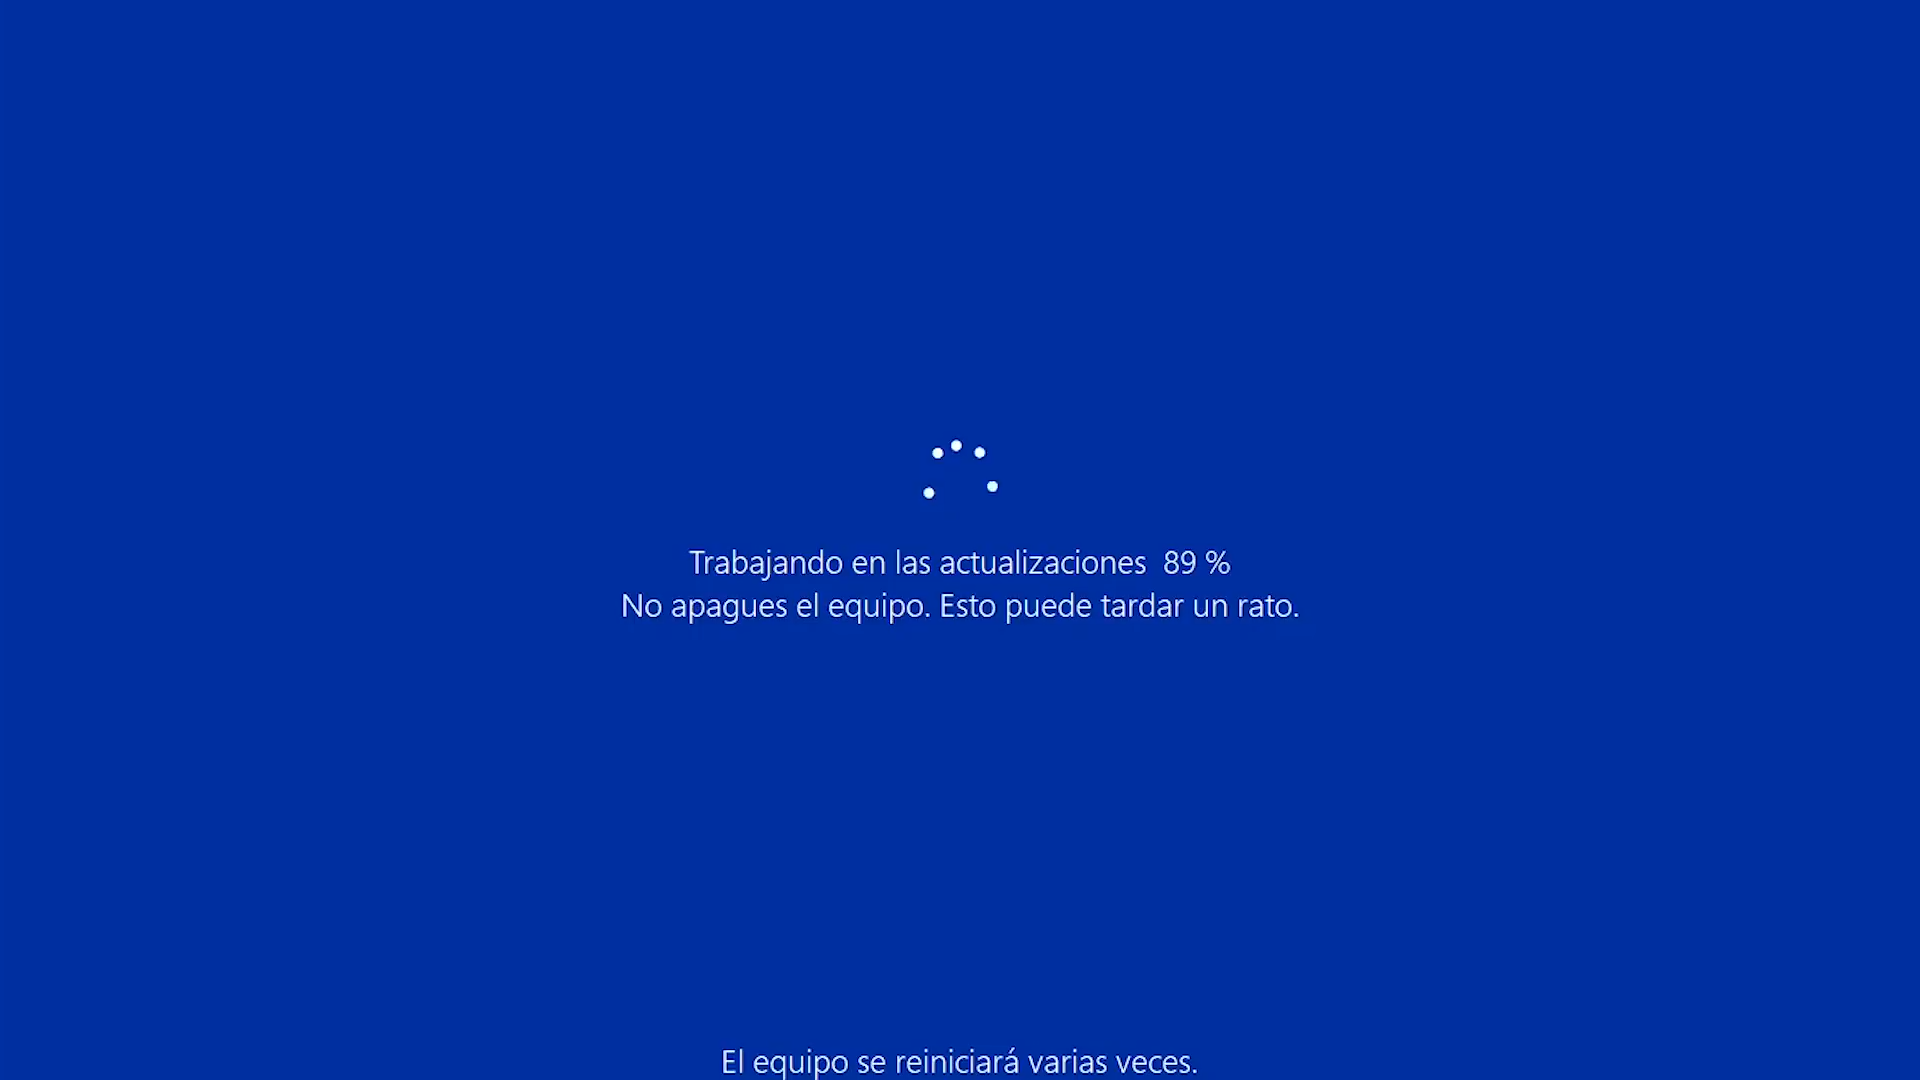 Trabajando en las actualizaciones 89 %
No apagues el equipo. Esto puede tardar un rato.
El equipo se reiniciará varias veces.